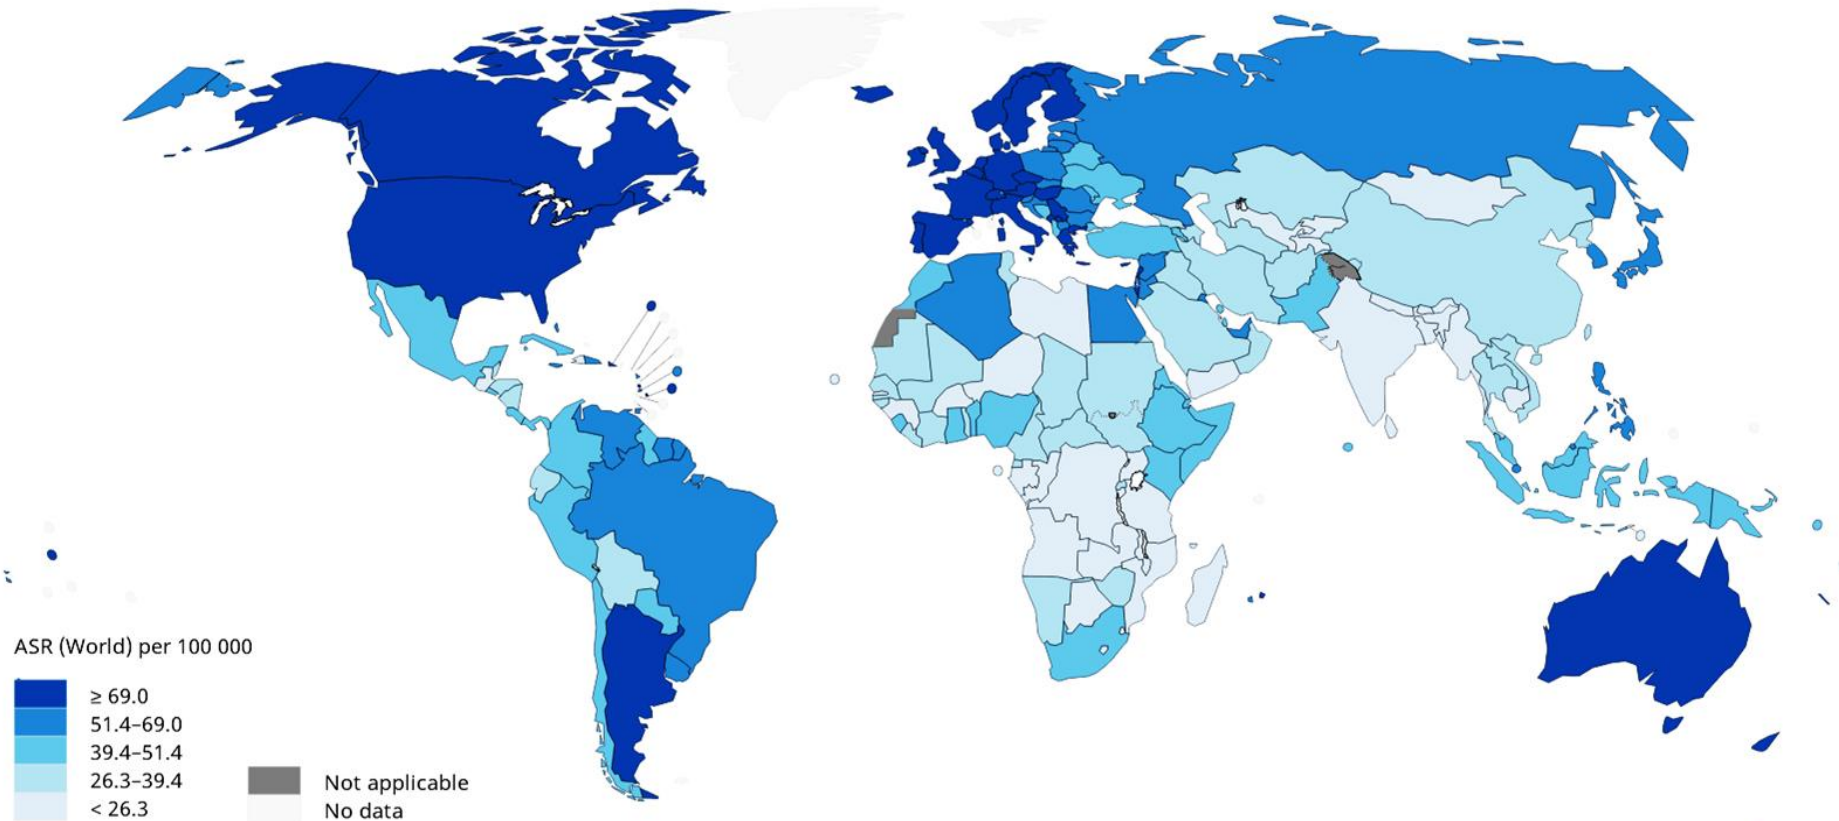 ASR (World) per 100 000
≥ 69.0
51.4–69.0
39.4–51.4
26.3–39.4
< 26.3
Not applicable
No data